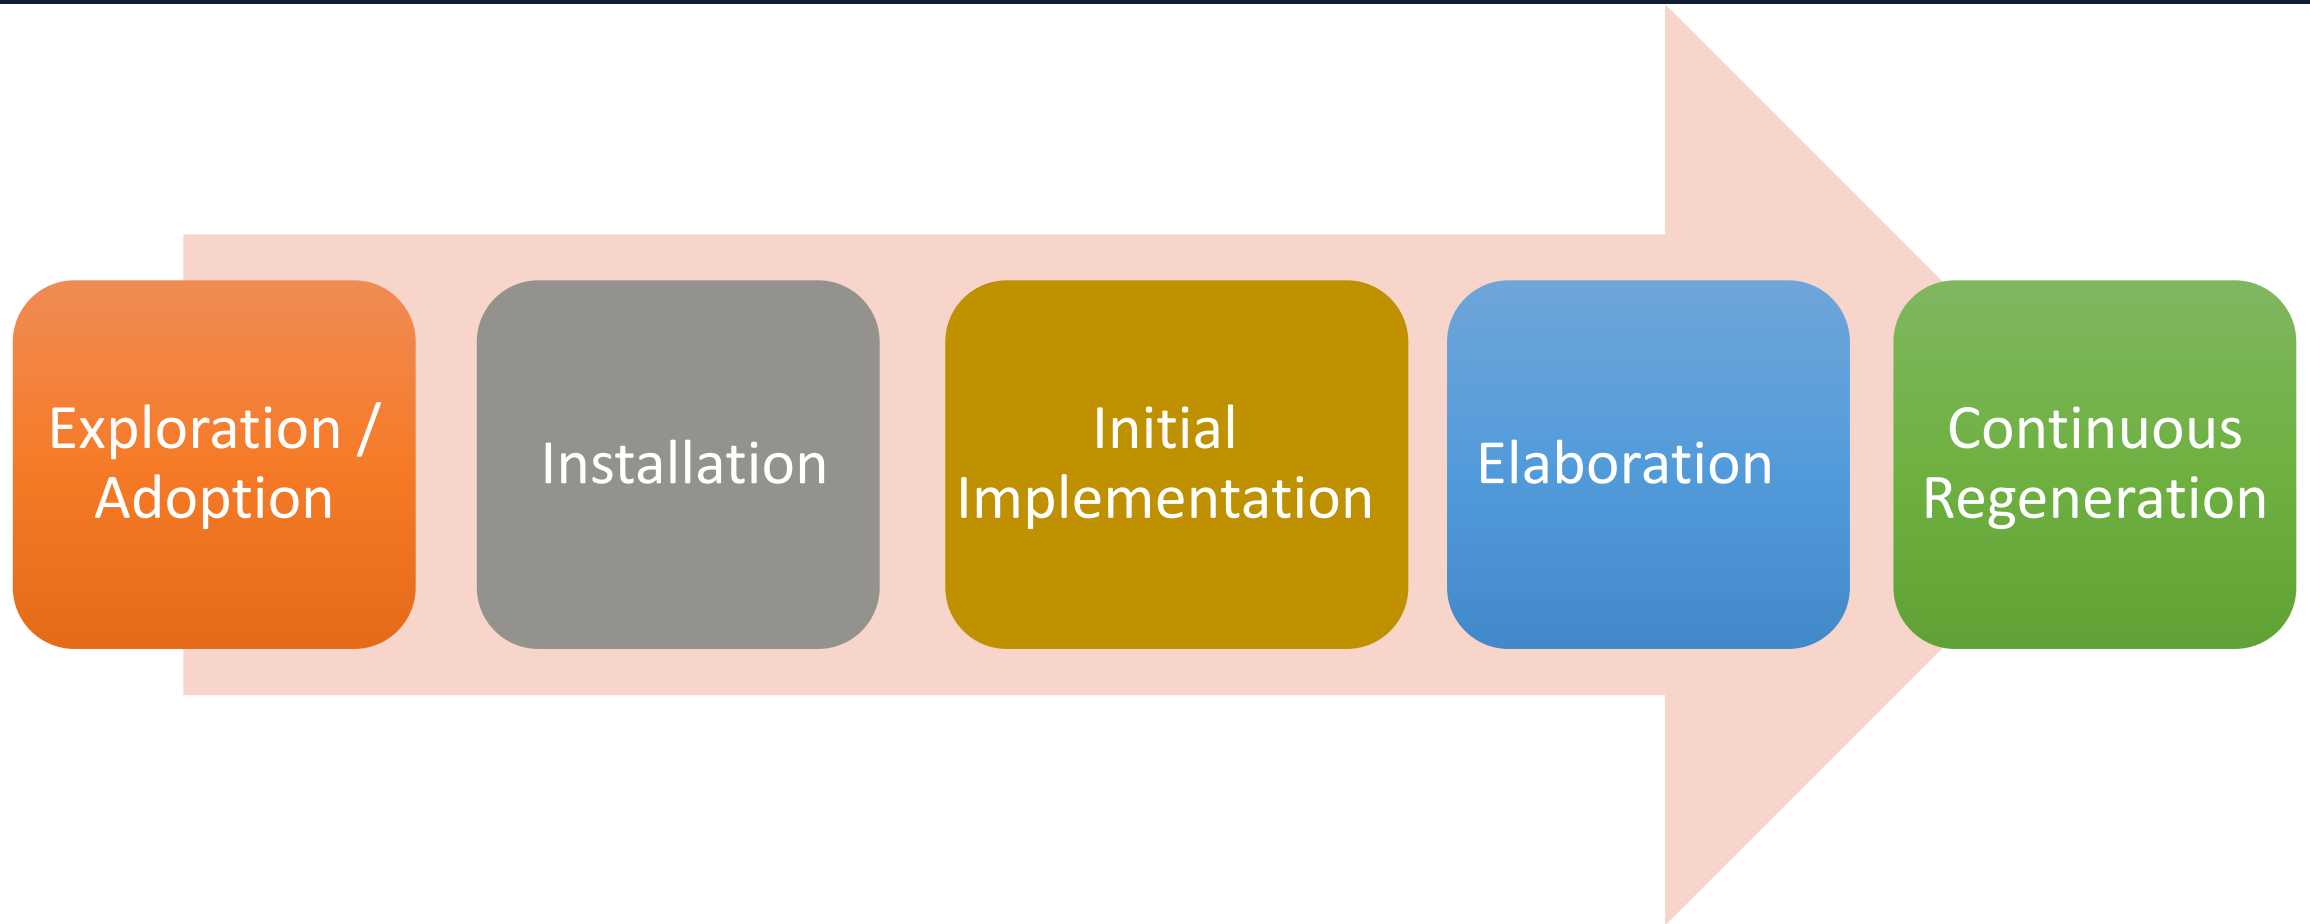 Exploration /
Adoption
Installation
Initial
Implementation
Elaboration
Continuous
Regeneration